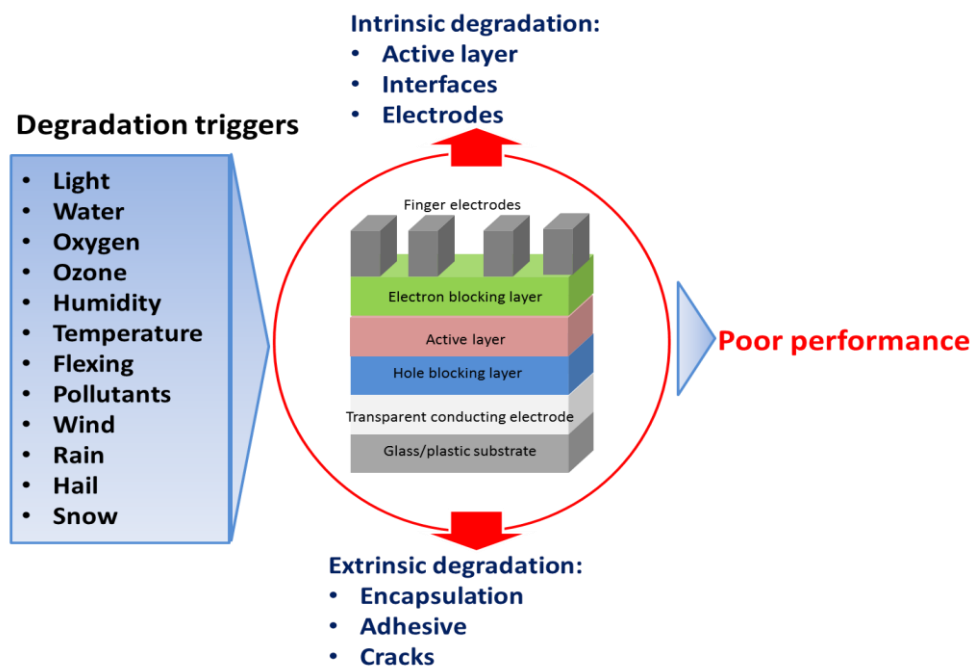 Intrinsic degradation:
• Active layer
• Interfaces
• Electrodes
Degradation triggers
• Light
• Water
• Oxygen
• Ozone
• Humidity
• Temperature
• Flexing
• Pollutants
• Wind
• Rain
• Hail
• Snow
Finger electrodes
Electron blocking layer
Active layer
Hole blocking layer
Transparent conducting electrode
Glass/plastic substrate
Poor performance
Extrinsic degradation:
• Encapsulation
• Adhesive
• Cracks